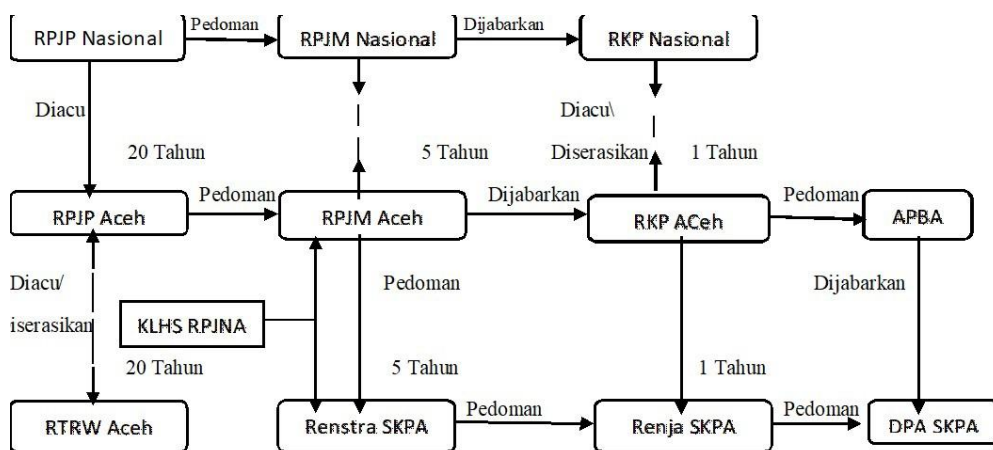 Pedoman
Dijabarkan
RPJP Nasional
RPJM Nasional
RKP Nasional
Diacu
Diacu\
20 Tahun
5 Tahun
Diserasikan
1 Tahun
Pedoman
Dijabarkan
Pedoman
RPJP Aceh
RPJM Aceh
RKP ACeh
APBA
Diacu/
iserasikan
Pedoman
Dijabarkan
KLHS RPJNA
20 Tahun
5 Tahun
1 Tahun
Pedoman
Pedoman
RTRW Aceh
Renstra SKPA
Renja SKPA
DPA SKPA